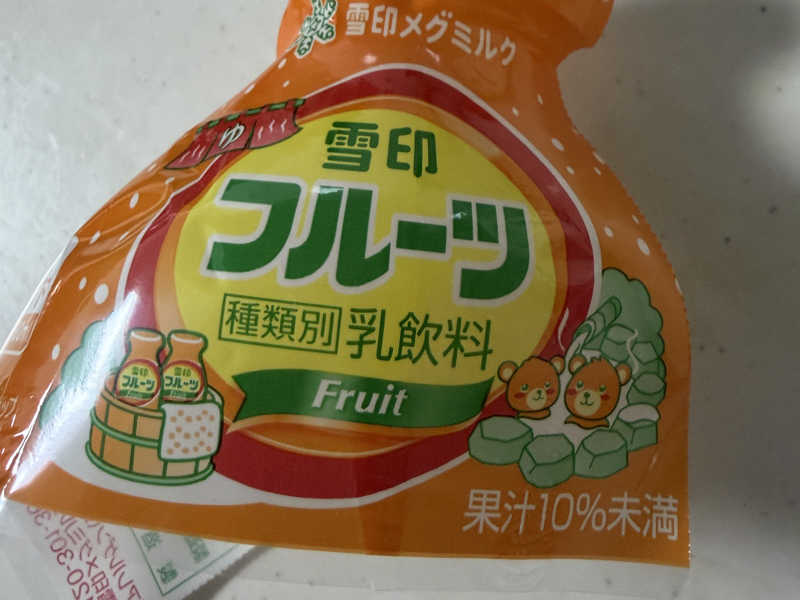 雪印メグミルク
ゆ
雪印
フルーツ
種類別 乳飲料
Fruit
雪印
フルーツ
雪印
フルーツ
果汁10%未満